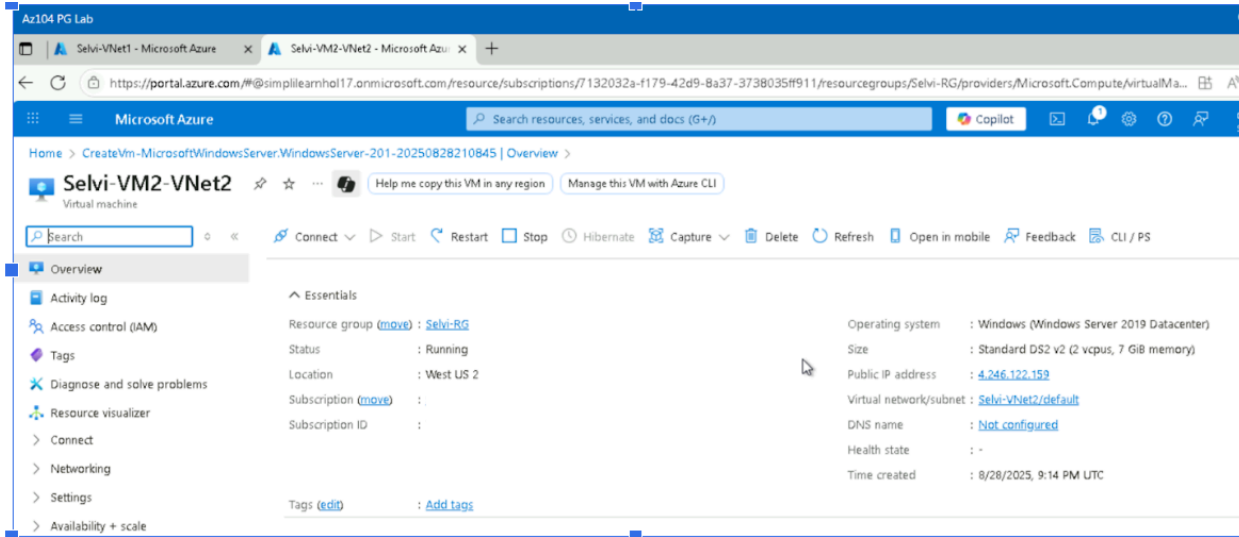 Az104 PG Lab
Selvi-VNet1 - Microsoft Azure
Selvi-VM2-VNet2 - Microsoft Azu
https://portal.azure.com/#@simplilearnhol17.onmicrosoft.com/resource/subscriptions/7132032a-f179-42d9-8a37-3738035ff911/resourcegroups/Selvi-RG/providers/Microsoft.Compute/virtualMa...
Microsoft Azure
Search resources, services, and docs (G+/)
Copilot
1
Home > CreateVm-MicrosoftWindowsServer.WindowsServer-201-20250828210845 | Overview >
Selvi-VM2-VNet2
Help me copy this VM in any region
Manage this VM with Azure CLI
Virtual machine
Search
Connect Start Restart Stop Hibernate Capture Delete Refresh Open in mobile Feedback CLI / PS
Overview
Activity log
Access control (IAM)
Tags
Diagnose and solve problems
Resource visualizer
Connect
Networking
Settings
Availability + scale
Essentials
Resource group (move) : Selvi-RG
Status : Running
Location : West US 2
Subscription (move) :
Subscription ID :
Tags (edit) : Add tags
Operating system : Windows (Windows Server 2019 Datacenter)
Size : Standard DS2 v2 (2 vcpus, 7 GiB memory)
Public IP address : 4.246.122.159
Virtual network/subnet : Selvi-VNet2/default
DNS name : Not configured
Health state : -
Time created : 8/28/2025, 9:14 PM UTC